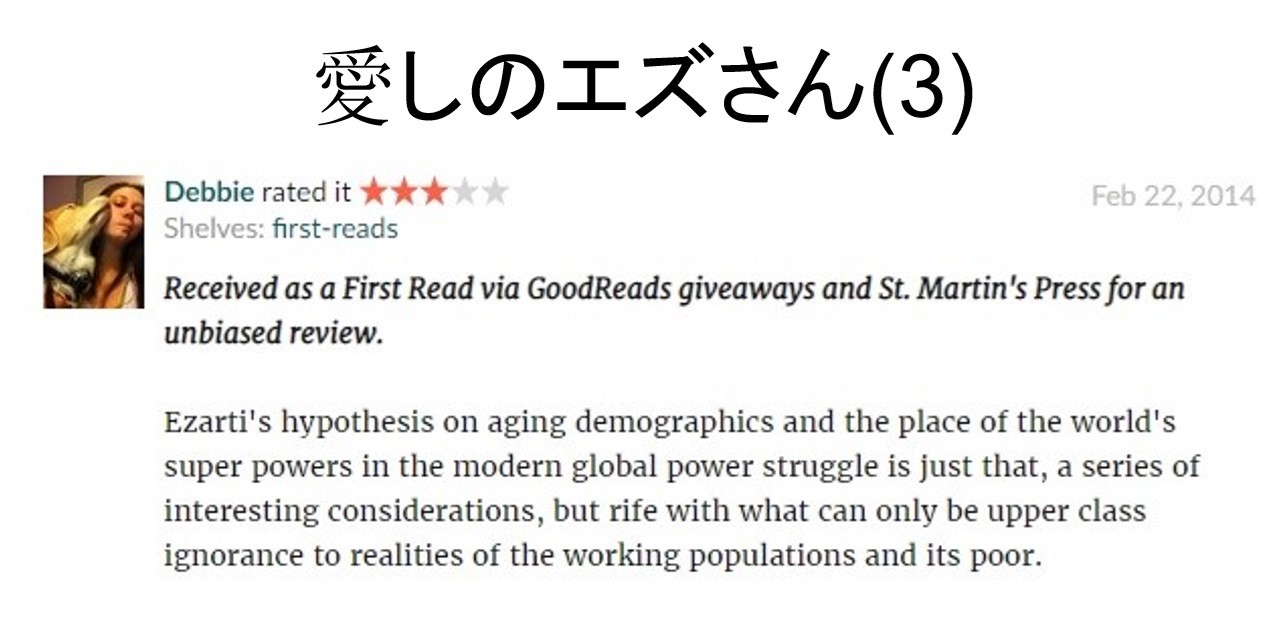 愛しのエズさん(3)
Debbie rated it ★★★★★
Feb 22, 2014
Shelves: first-reads
Received as a First Read via GoodReads giveaways and St. Martin's Press for an
unbiased review.
Ezarti's hypothesis on aging demographics and the place of the world's
super powers in the modern global power struggle is just that, a series of
interesting considerations, but rife with what can only be upper class
ignorance to realities of the working populations and its poor.